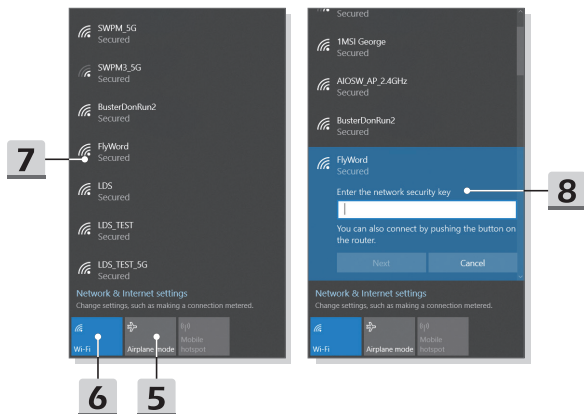 SWPM_5G
Secured
SWPM3_5G
Secured
BusterDonRun2
Secured
FlyWord
Secured
LDS
Secured
LDS_TEST
Secured
LDS_TEST_5G
Secured
Network & Internet settings
Change settings, such as making a connection metered.
Wi-Fi
Airplane mode
Mobile
hotspot
7
6
5
Secured
1MSI George
Secured
AIOSW_AP_2.4GHz
Secured
BusterDonRun2
Secured
FlyWord
Secured
Enter the network security key
You can also connect by pushing the button on
the router.
Next
Cancel
Network & Internet settings
Change settings, such as making a connection metered.
Wi-Fi
Airplane mode
Mobile
hotspot
8